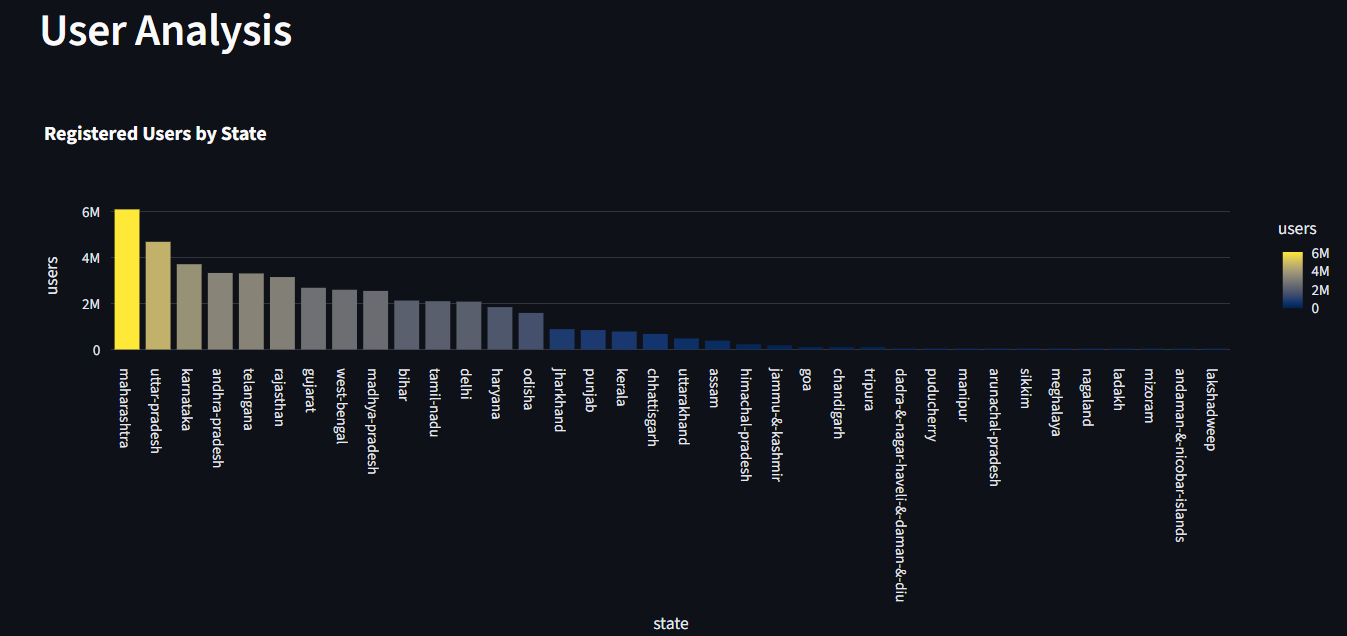 User Analysis
Registered Users by State
6M
4M
2M
0
users
maharashtra
uttar-pradesh
karnataka
andhra-pradesh
telangana
rajasthan
gujarat
west-bengal
madhya-pradesh
bihar
tamil-nadu
delhi
haryana
odisha
jharkhand
punjab
kerala
chhattisgarh
uttarakhand
assam
himachal-pradesh
jammu-&-kashmir
goa
chandigarh
tripura
dadra-&-nagar-haveli-&-daman-&-diu
puducherry
manipur
arunachal-pradesh
sikkim
meghalaya
nagaland
ladakh
mizoram
andaman-&-nicobar-islands
lakshadweep
state
users
6M
4M
2M
0